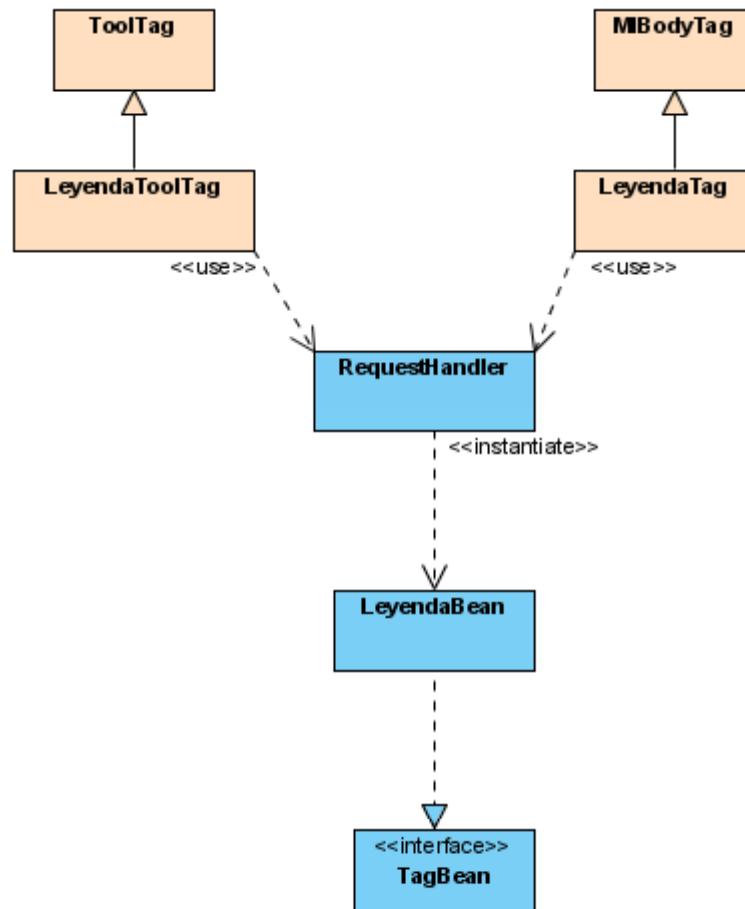 ToolTag
MIBodyTag
LeyendaToolTag
LeyendaTag
<<use>>
<<use>>
RequestHandler
<<instantiate>>
LeyendaBean
<<interface>>
TagBean